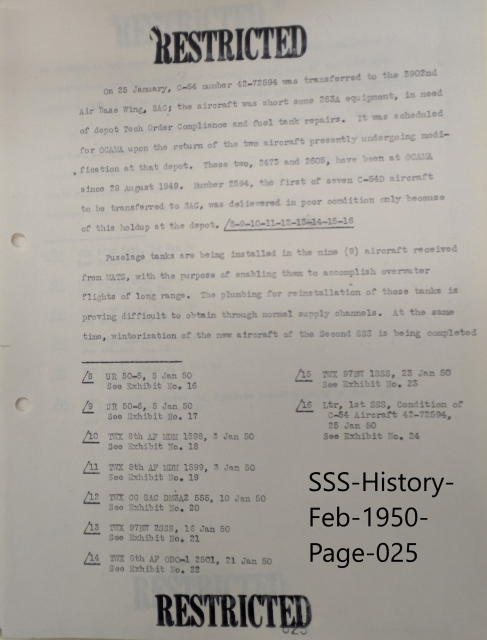 RESTRICTED
On 25 January, C-54 number 42-72594 was transferred to the 3902nd
Air Base Wing, SAC; the aircraft was short some 263A equipment, in need
of depot Tech Order Compliance and fuel tank repairs. It was scheduled
for OCAMA upon the return of the two aircraft presently undergoing modi-
fication at that depot. These two, 2473 and 2605, have been at OCAMA
since 29 August 1949. Number 2594, the first of seven C-54D aircraft
to be transferred to SAC, was delivered in poor condition only because
of this holdup at the depot. /8-9-10-11-12-13-14-15-16
Fuselage tanks are being installed in the nine (9) aircraft received
from MATS, with the purpose of enabling them to accomplish overwater
flights of long range. The plumbing for reinstallation of these tanks is
proving difficult to obtain through normal supply channels. At the same
time, winterization of the new aircraft of the Second SSS is being completed
/8 UR 50-5, 5 Jan 50
See Exhibit No. 16
/9 UR 50-6, 5 Jan 50
See Exhibit No. 17
/10 TWX 8th AF MDM 1598, 3 Jan 50
See Exhibit No. 18
/11 TWX 8th AF MDM 1599, 3 Jan 50
See Exhibit No. 19
/12 TWX CG SAC 555, 10 Jan 50
See Exhibit No. 20
/13 TWX 2SSS, 16 Jan 50
See Exhibit No. 21
/14 TWX 8th AF ODO-1 2501, 21 Jan 50
See Exhibit No. 22
/15 TWX 1SSS, 23 Jan 50
See Exhibit No. 23
/16 Ltr, 1st SSS, Condition of
C-54 Aircraft 42-72594,
25 Jan 50
See Exhibit No. 24
SSS-History-
Feb-1950-
Page-025
RESTRICTED
025